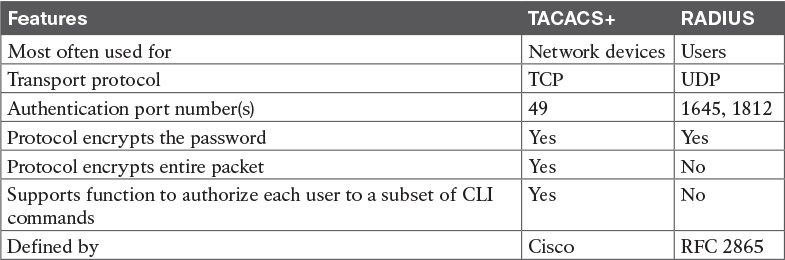 Features TACACS+ RADIUS
Most often used for Network devices Users
Transport protocol TCP UDP
Authentication port number(s) 49 1645, 1812
Protocol encrypts the password Yes Yes
Protocol encrypts entire packet Yes No
Supports function to authorize each user to a subset of CLI Yes No
commands
Defined by Cisco RFC 2865